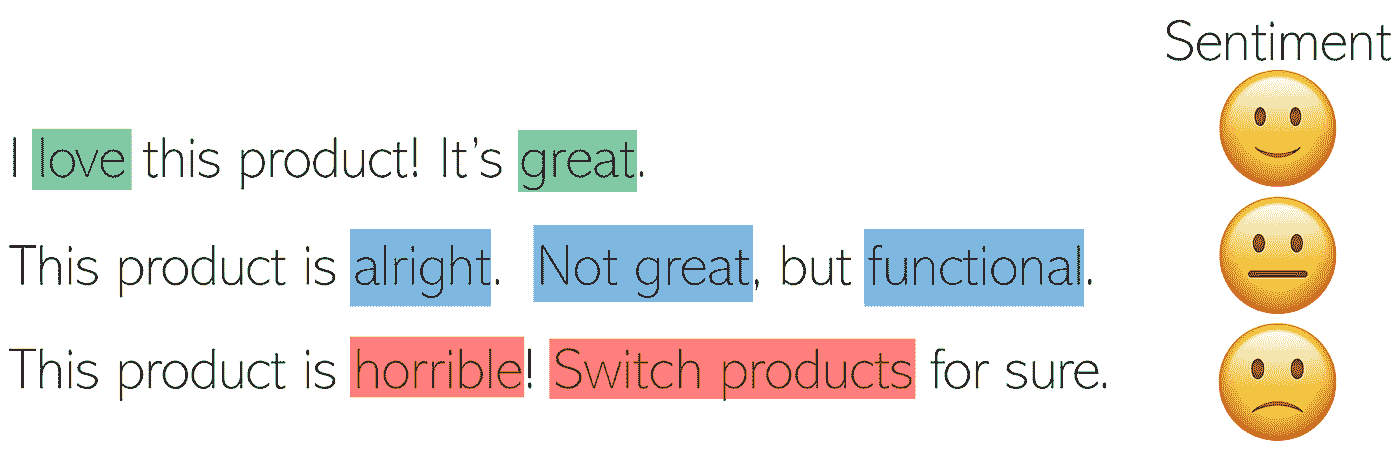 Sentiment
I love this product! It’s great.
This product is alright.  Not great, but functional.
This product is horrible! Switch products for sure.